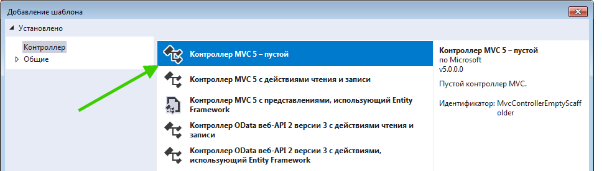 Добавление шаблона
Установлено
Контроллер
Общие
Контроллер MVC 5 – пустой
Контроллер MVC 5 с действиями чтения и записи
Контроллер MVC 5 с представлениями, использующий Entity
Framework
Контроллер OData веб-API 2 версии 3 с действиями чтения и
записи
Контроллер OData веб-API 2 версии 3 с действиями,
использующий Entity Framework
Контроллер MVC 5 – пустой
по Microsoft
v5.0.0.0
Пустой контроллер MVC.
Идентификатор: MvcControllerEmptyScaff
older